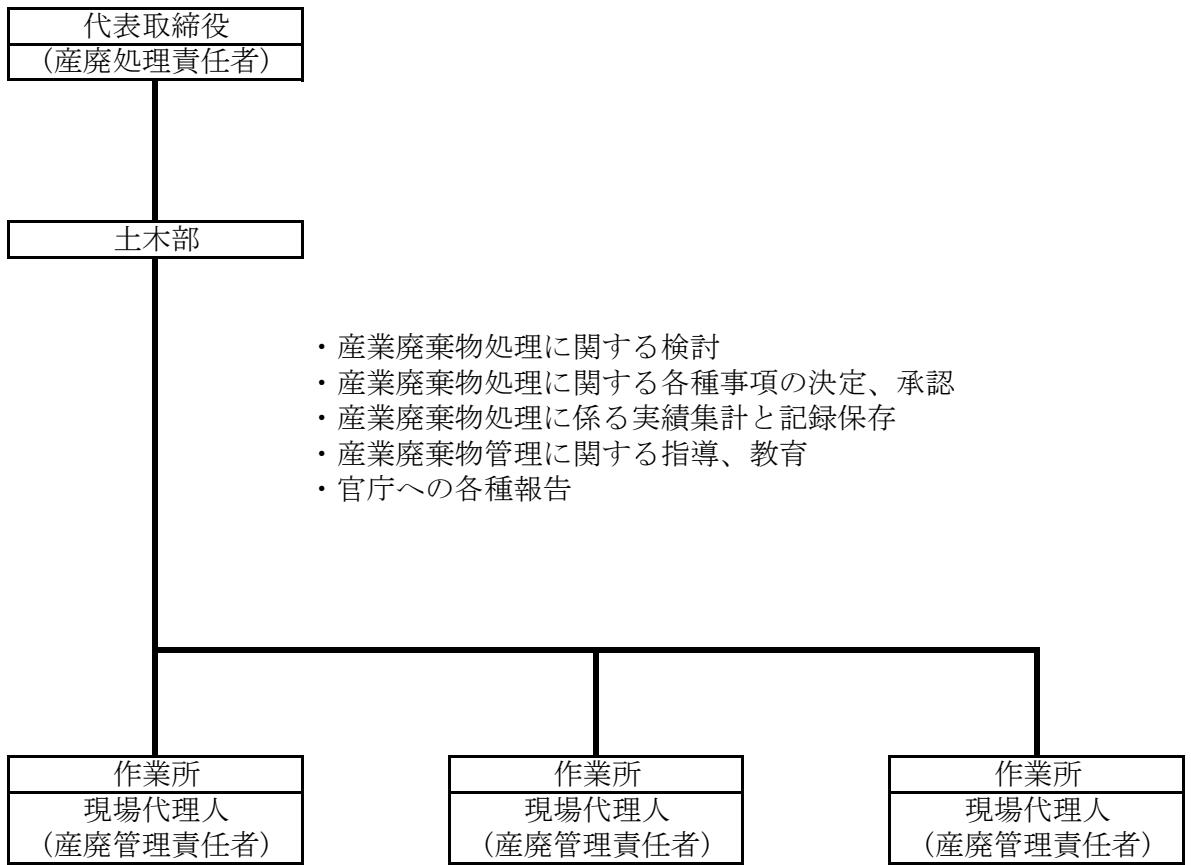 代表取締役
(産廃処理責任者)
土木部
・産業廃棄物処理に関する検討
・産業廃棄物処理に関する各種事項の決定、承認
・産業廃棄物処理に係る実績集計と記録保存
・産業廃棄物管理に関する指導、教育
・官庁への各種報告
作業所
現場代理人
(産廃管理責任者)
作業所
現場代理人
(産廃管理責任者)
作業所
現場代理人
(産廃管理責任者)